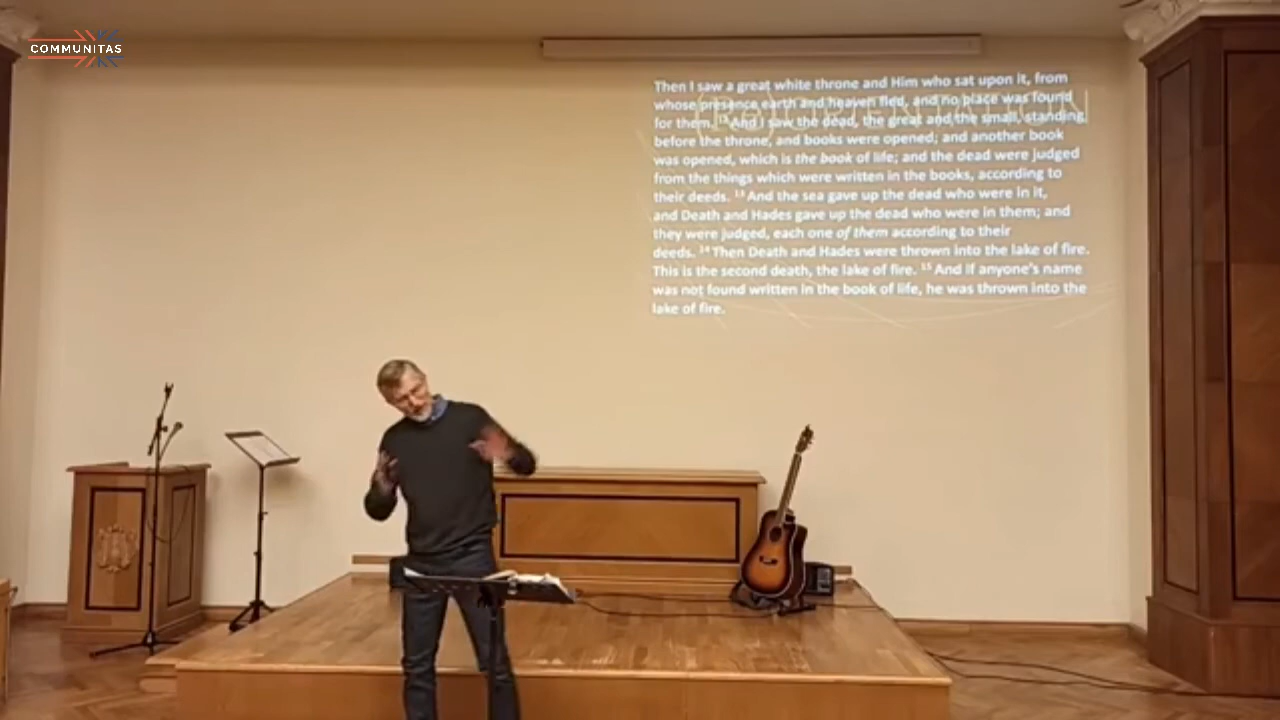 COMMUNITAS
Then I saw a great white throne and Him who sat upon it, from
whose presence earth and heaven fled, and no place was found
for them. And I saw the dead, the great and the small, standing
before the throne, and books were opened; and another book
was opened, which is the book of life; and the dead were judged
from the things which were written in the books, according to
their deeds. ¹³ And the sea gave up the dead who were in it,
and Death and Hades gave up the dead who were in them; and
they were judged, each one of them according to their
deeds. ¹⁴ Then Death and Hades were thrown into the lake of fire.
This is the second death, the lake of fire. ¹⁵ And if anyone's name
was not found written in the book of life, he was thrown into the
lake of fire.